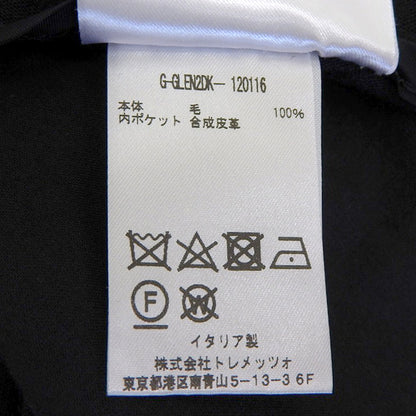 G-GLEN2DK-120116
本体 毛 100%
内ポケット 合成皮革
F W
イタリア製
株式会社トレメッツォ
東京都港区南青山5-13-3 6F